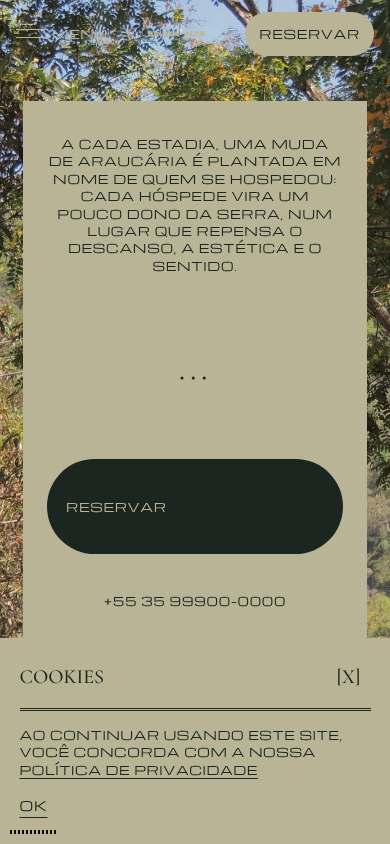 RESERVAR
A CADA ESTADIA, UMA MUDA
DE ARAUCÁRIA É PLANTADA EM
NOME DE QUEM SE HOSPEDOU:
CADA HÓSPEDE VIRA UM
POUCO DONO DA SERRA, NUM
LUGAR QUE REPENSA O
DESCANSO, A ESTÉTICA E O
SENTIDO.
...
RESERVAR
+55 35 99900-0000
COOKIES [X]
AO CONTINUAR USANDO ESTE SITE,
VOCÊ CONCORDA COM A NOSSA
POLÍTICA DE PRIVACIDADE
OK